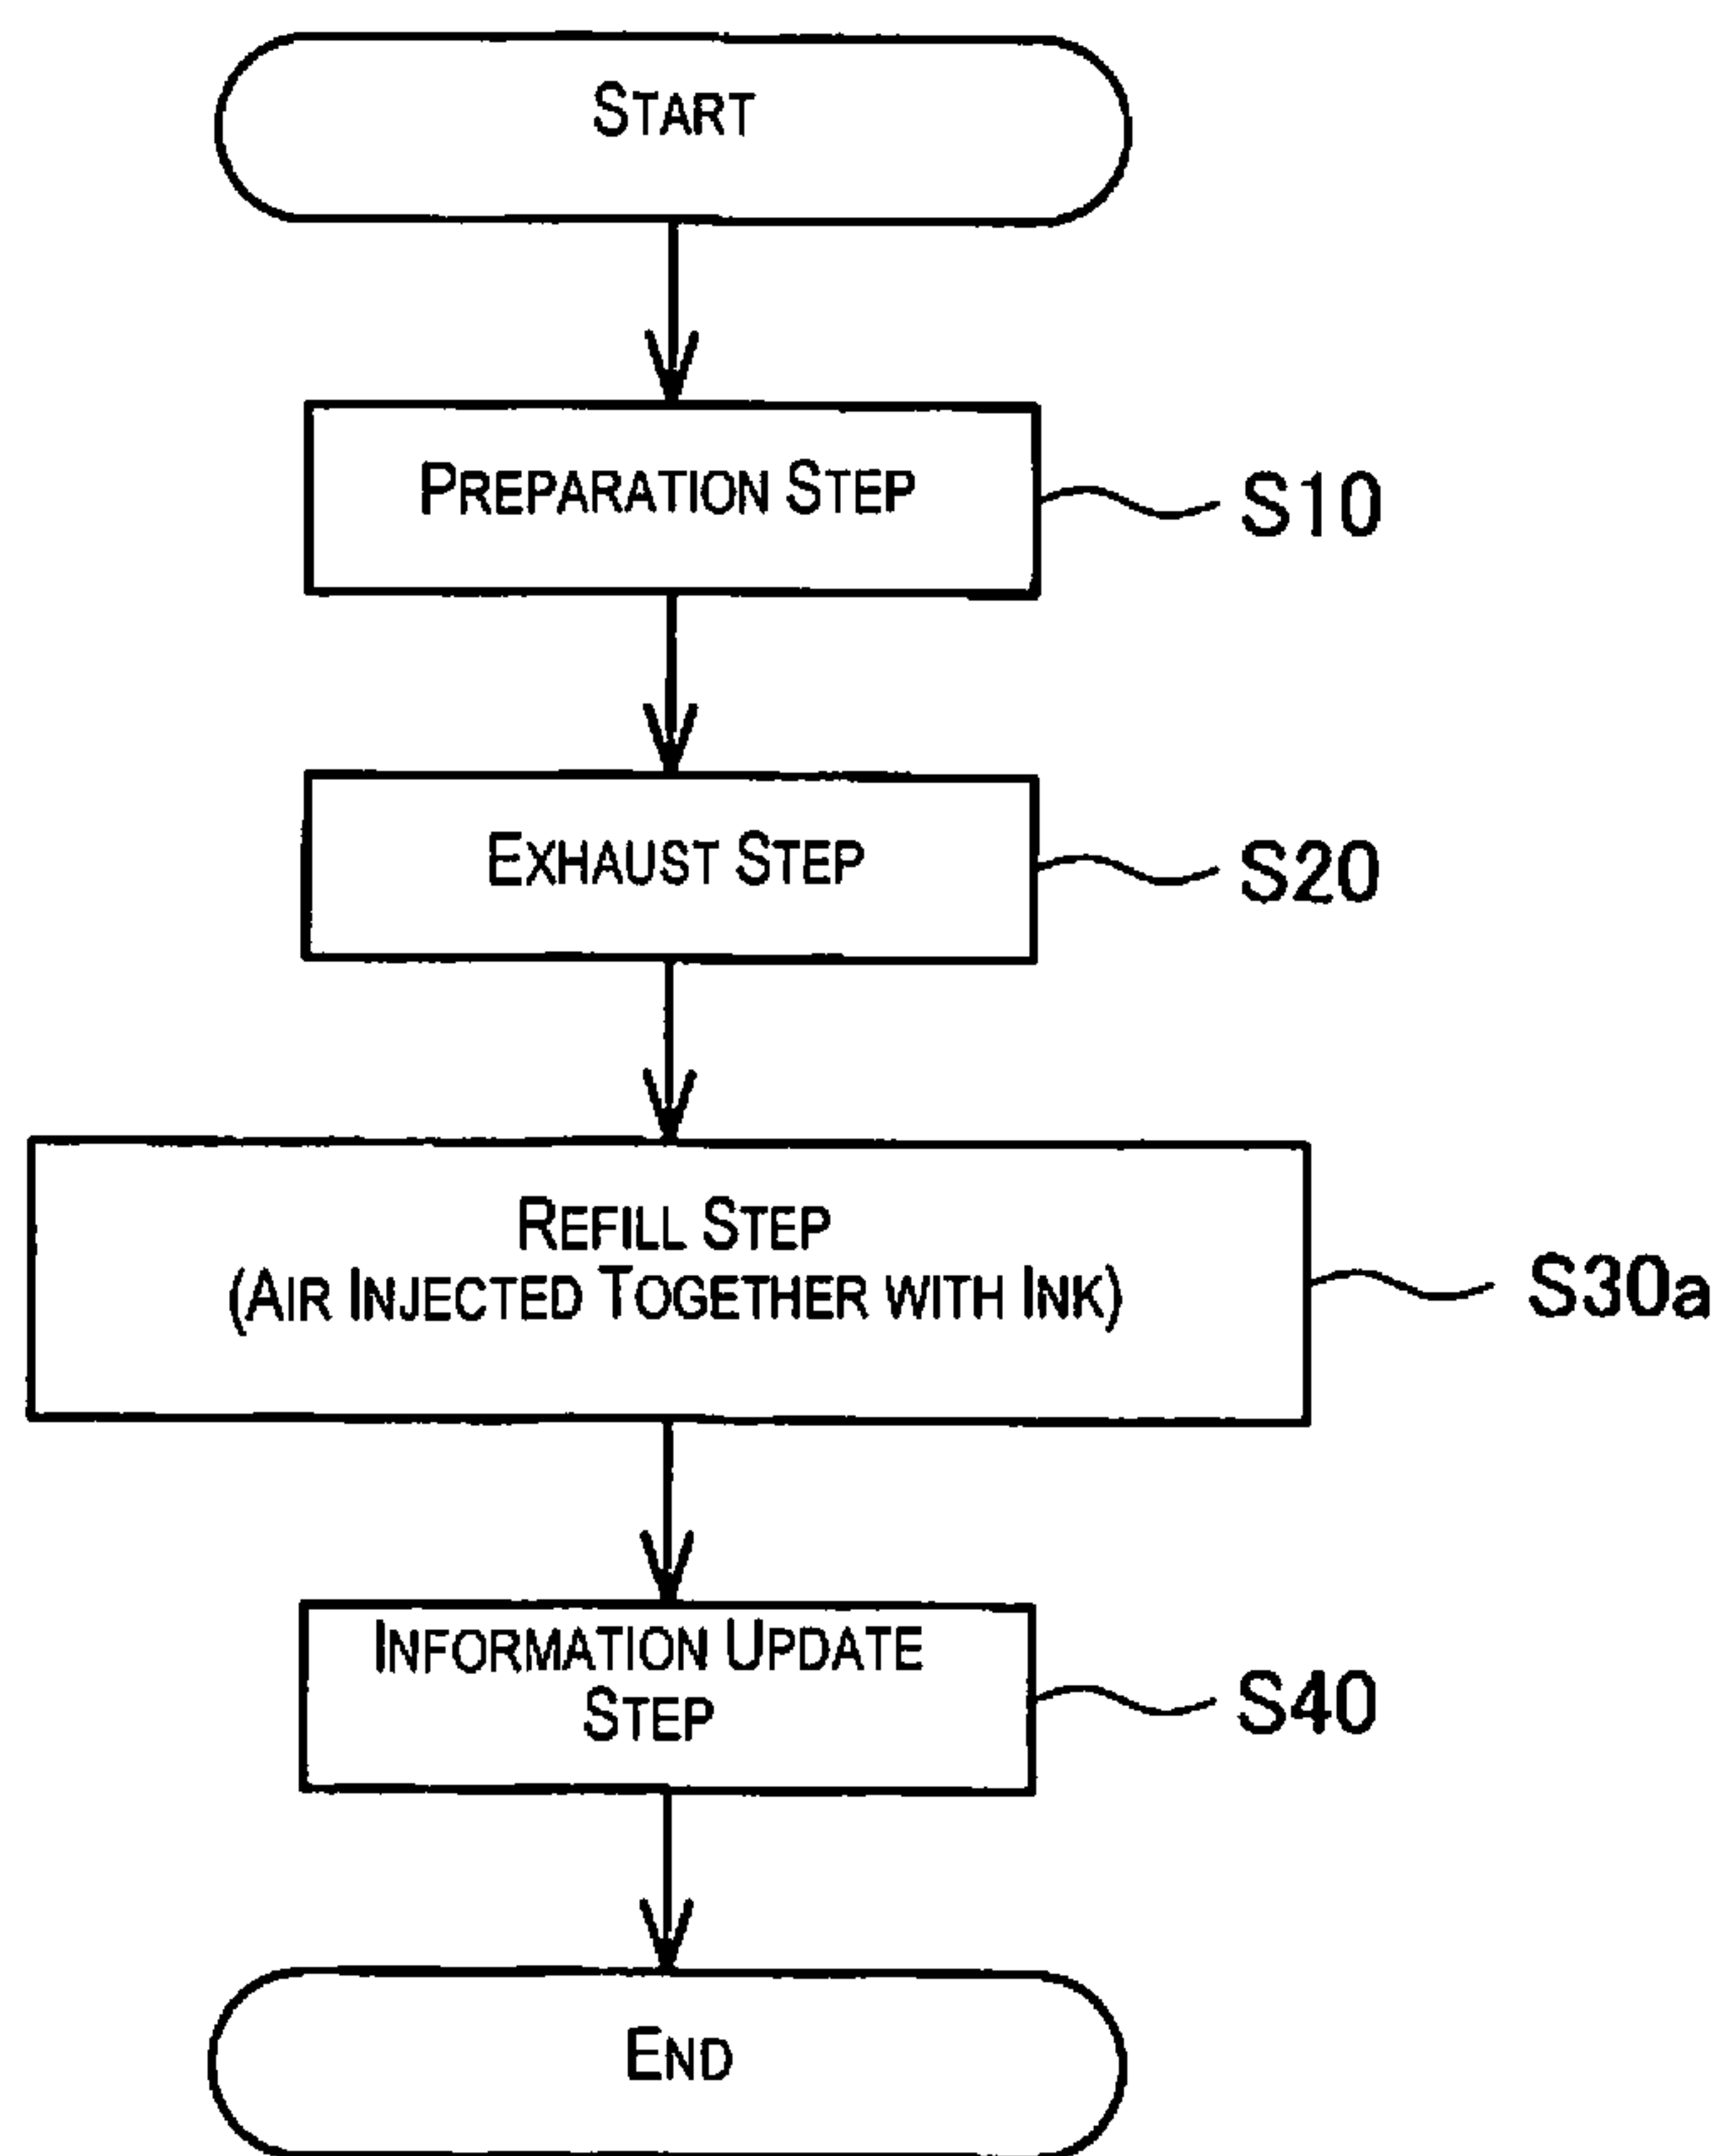 START
PREPARATION STEP
S10
EXHAUST STEP
S20
REFILL STEP
(AIR INJECTED TOGETHER WITH INK)
S30a
INFORMATION UPDATE
STEP
S40
END